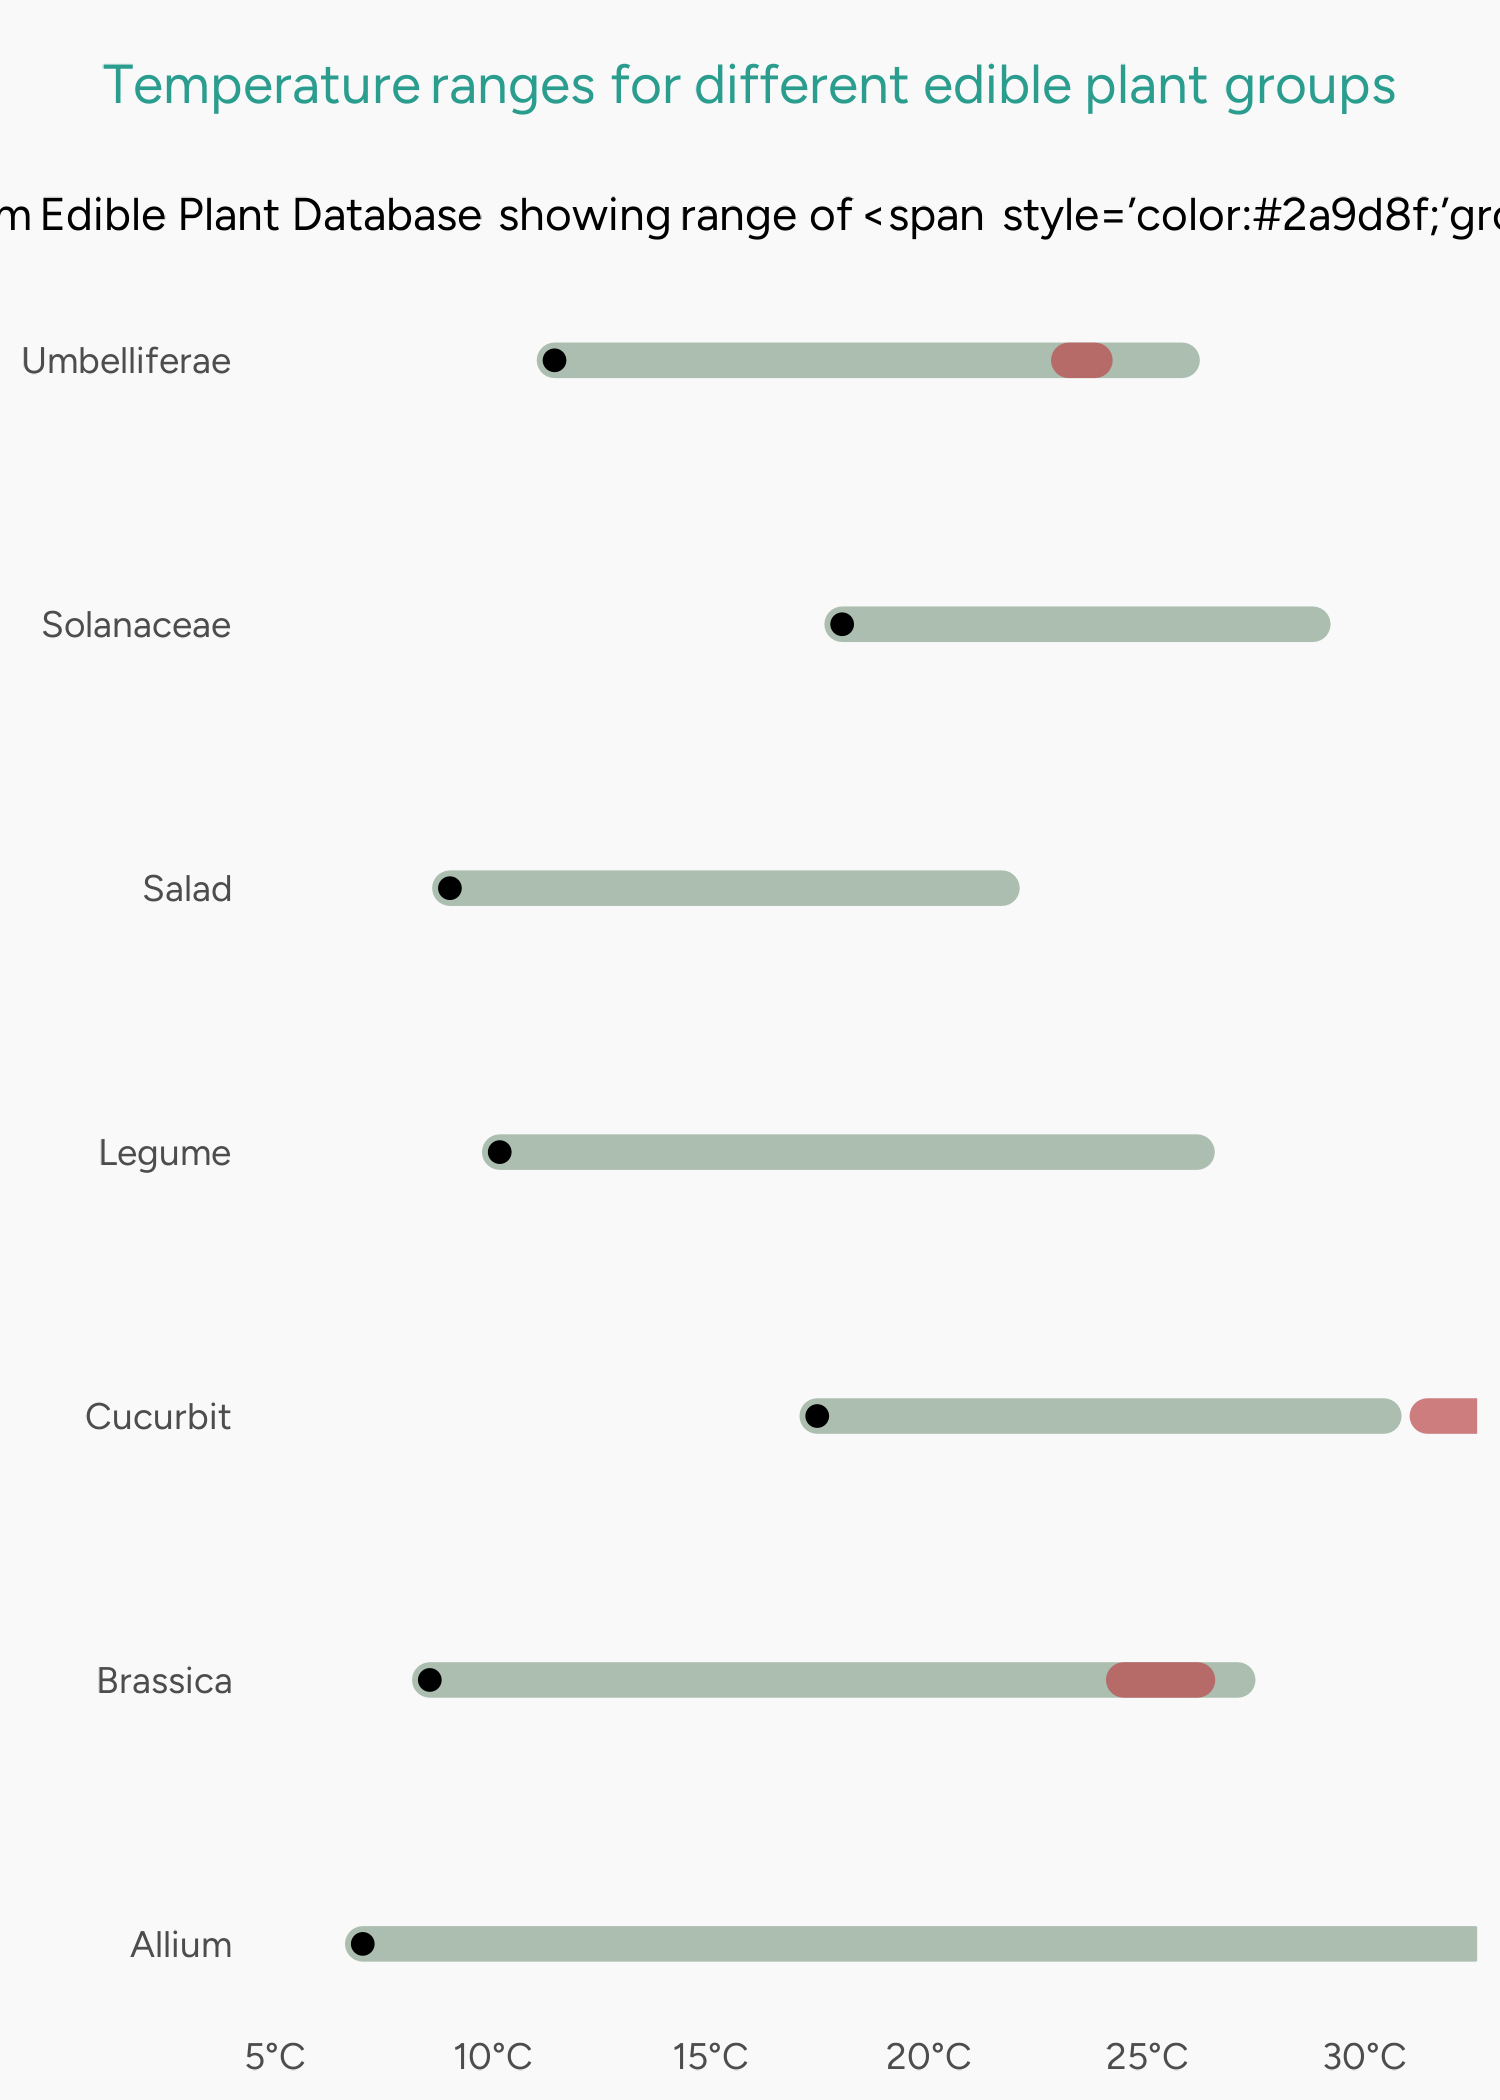 Temperature ranges for different edible plant groups
m Edible Plant Database showing range of <span style=’color:#2a9d8f;’gro
Umbelliferae
Solanaceae
Salad
Legume
Cucurbit
Brassica
Allium
5°C 10°C 15°C 20°C 25°C 30°C